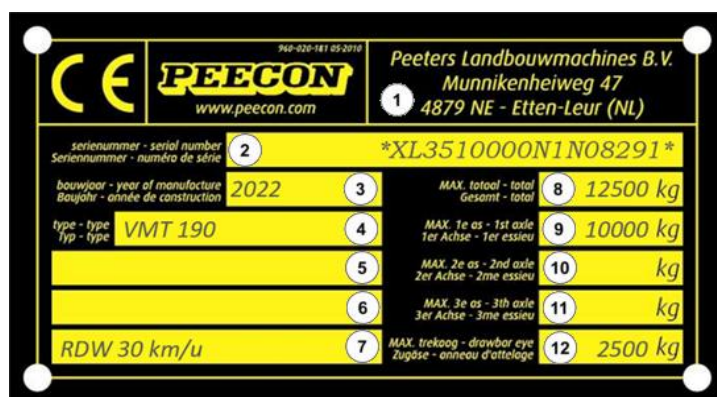 960-020-181 05-2010
CE
PEECON
www.peecon.com
Peeters Landbouwmachines B.V.
Munnikenheiweg 47
1 4879 NE - Etten-Leur (NL)
serienummer - serial number
Seriennummer - numéro de série
2 *XL3510000N1N08291*
bouwjaar - year of manufacture
Baujahr - année de construction
2022 3
type - type
Typ - type
VMT 190 4
5
6
RDW 30 km/u 7
MAX. totaal - total
Gesamt - total
8 12500 kg
MAX. 1e as - 1st axle
1er Achse - 1er essieu
9 10000 kg
MAX. 2e as - 2nd axle
2er Achse - 2me essieu
10 kg
MAX. 3e as - 3th axle
3er Achse - 3me essieu
11 kg
MAX. trekoog - drawbar eye
Zugöse - anneau d'attelage
12 2500 kg